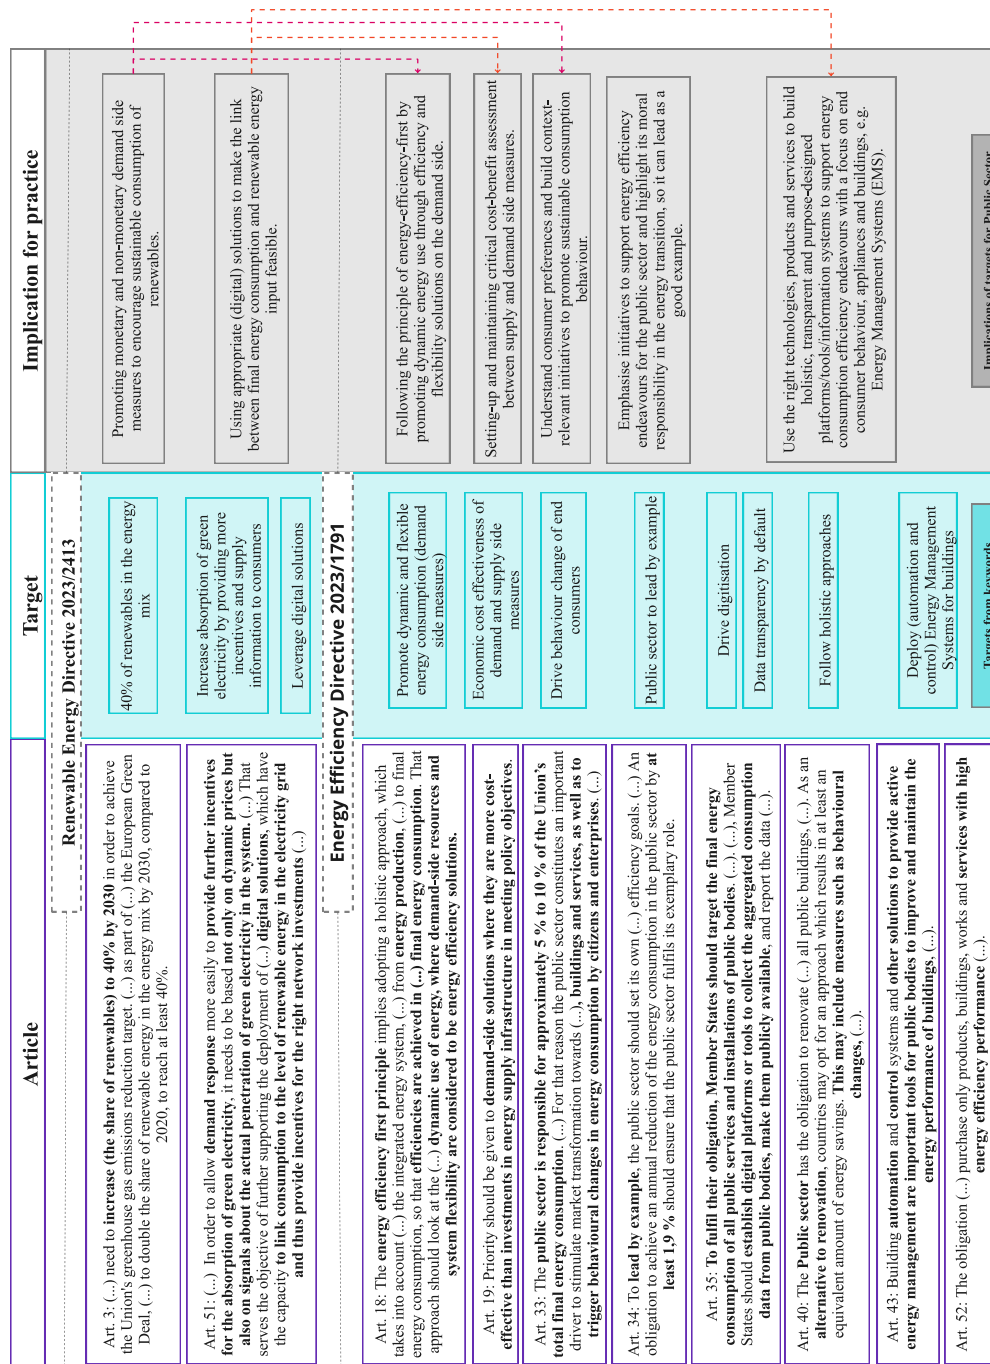 Article
Target
Implication for practice
Renewable Energy Directive 2023/2413
Art. 3: (...) need to increase (the share of renewables) to 40% by 2030 in order to achieve
the Union's greenhouse gas emissions reduction target. (...) as part of (...) the European Green
Deal, (...) to double the share of renewable energy in the energy mix by 2030, compared to
2020, to reach at least 40%.
40% of renewables in the energy
mix
Promoting monetary and non-monetary demand side
measures to encourage sustainable consumption of
renewables.
Art. 51: (...) In order to allow demand response more easily to provide further incentives
for the absorption of green electricity, it needs to be based not only on dynamic prices but
also on signals about the actual penetration of green electricity in the system. (...) That
serves the objective of further supporting the deployment of (...) digital solutions, which have
the capacity to link consumption to the level of renewable energy in the electricity grid
and thus provide incentives for the right network investments (...)
Increase absorption of green
electricity by providing more
incentives and supply
information to consumers
Leverage digital solutions
Using appropriate (digital) solutions to make the link
between final energy consumption and renewable energy
input feasible.
Energy Efficiency Directive 2023/1791
Art. 18: The energy efficiency first principle implies adopting a holistic approach, which
takes into account (...) the integrated energy system, (...) from energy production, (...) to final
energy consumption, so that efficiencies are achieved in (...) final energy consumption. That
approach should look at the (...) dynamic use of energy, where demand-side resources and
system flexibility are considered to be energy efficiency solutions.
Promote dynamic and flexible
energy consumption (demand
side measures)
Following the principle of energy-efficiency-first by
promoting dynamic energy use through efficiency and
flexibility solutions on the demand side.
Art. 19: Priority should be given to demand-side solutions where they are more cost-
effective than investments in energy supply infrastructure in meeting policy objectives.
Economic cost effectiveness of
demand and supply side
measures
Setting-up and maintaining critical cost-benefit assessment
between supply and demand side measures.
Art. 33: The public sector is responsible for approximately 5 % to 10 % of the Union's
total final energy consumption. (...) For that reason the public sector constitutes an important
driver to stimulate market transformation towards (...), buildings and services, as well as to
trigger behavioural changes in energy consumption by citizens and enterprises. (...)
Drive behaviour change of end
consumers
Understand consumer preferences and build context-
relevant initiatives to promote sustainable consumption
behaviour.
Art. 34: To lead by example, the public sector should set its own (...) efficiency goals. (...) An
obligation to achieve an annual reduction of the energy consumption in the public sector by at
least 1,9 % should ensure that the public sector fulfils its exemplary role.
Public sector to lead by example
Emphasise initiatives to support energy efficiency
endeavours for the public sector and highlight its moral
responsibility in the energy transition, so it can lead as a
good example.
Art. 35: To fulfil their obligation, Member States should target the final energy
consumption of all public services and installations of public bodies. (...). (...), Member
States should establish digital platforms or tools to collect the aggregated consumption
data from public bodies, make them publicly available, and report the data (...).
Drive digitisation
Data transparency by default
Use the right technologies, products and services to build
holistic, transparent and purpose-designed
platforms/tools/information systems to support energy
consumption efficiency endeavours with a focus on end
consumer behaviour, appliances and buildings, e.g.
Energy Management Systems (EMS).
Art. 40: The Public sector has the obligation to renovate (...) all public buildings, (...). As an
alternative to renovation, countries may opt for an approach which results in at least an
equivalent amount of energy savings. This may include measures such as behavioural
changes, (...).
Follow holistic approaches
Art. 43: Building automation and control systems and other solutions to provide active
energy management are important tools for public bodies to improve and maintain the
energy performance of buildings, (...).
Deploy (automation and
control) Energy Management
Systems for buildings
Art. 52: The obligation (...) purchase only products, buildings, works and services with high
energy efficiency performance (...).
Targets from keywords
Implications of targets for Public Sector